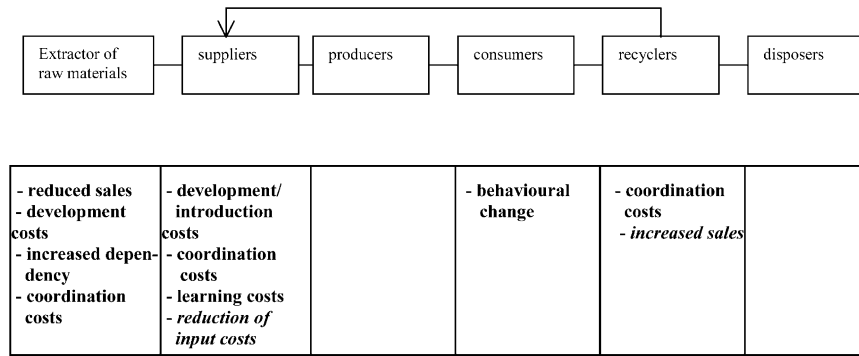 Extractor of
raw materials
suppliers
producers
consumers
recyclers
disposers
- reduced sales
- development
costs
- increased depen-
dency
- coordination
costs
- development/
introduction
costs
- coordination
costs
- learning costs
- reduction of
input costs
- behavioural
change
- coordination
costs
- increased sales